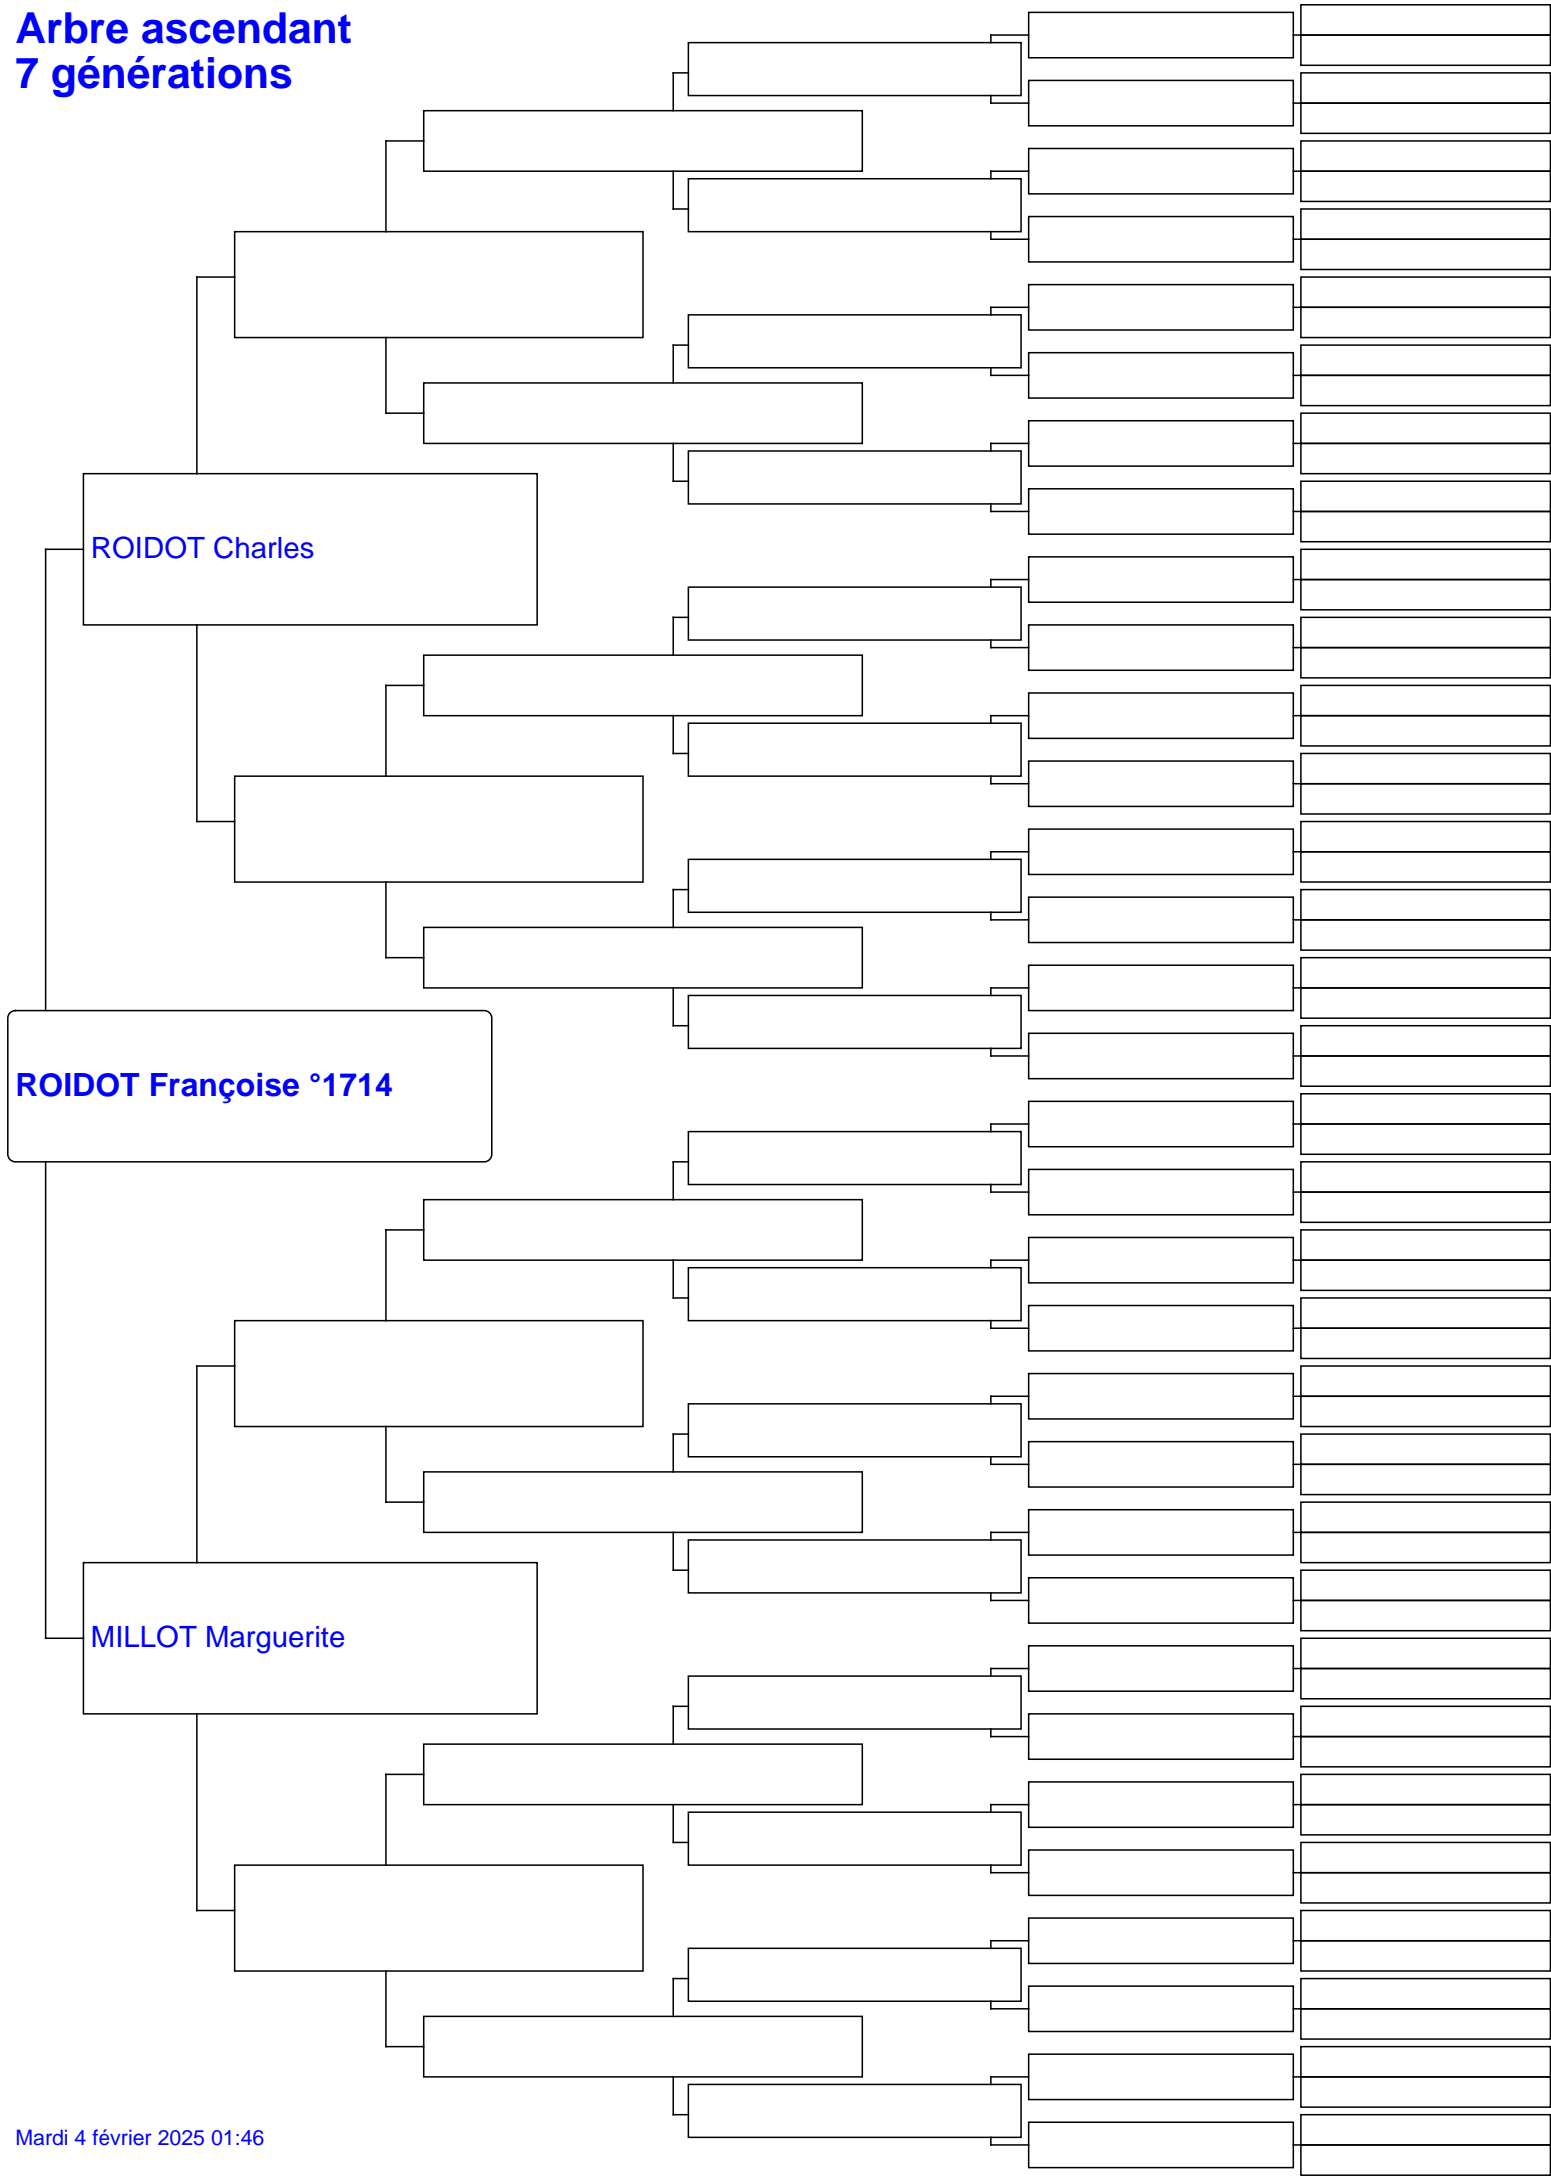 Arbre ascendant
7 générations
ROIDOT Charles
ROIDOT Françoise °1714
MILLOT Marguerite
Mardi 4 février 2025 01:46